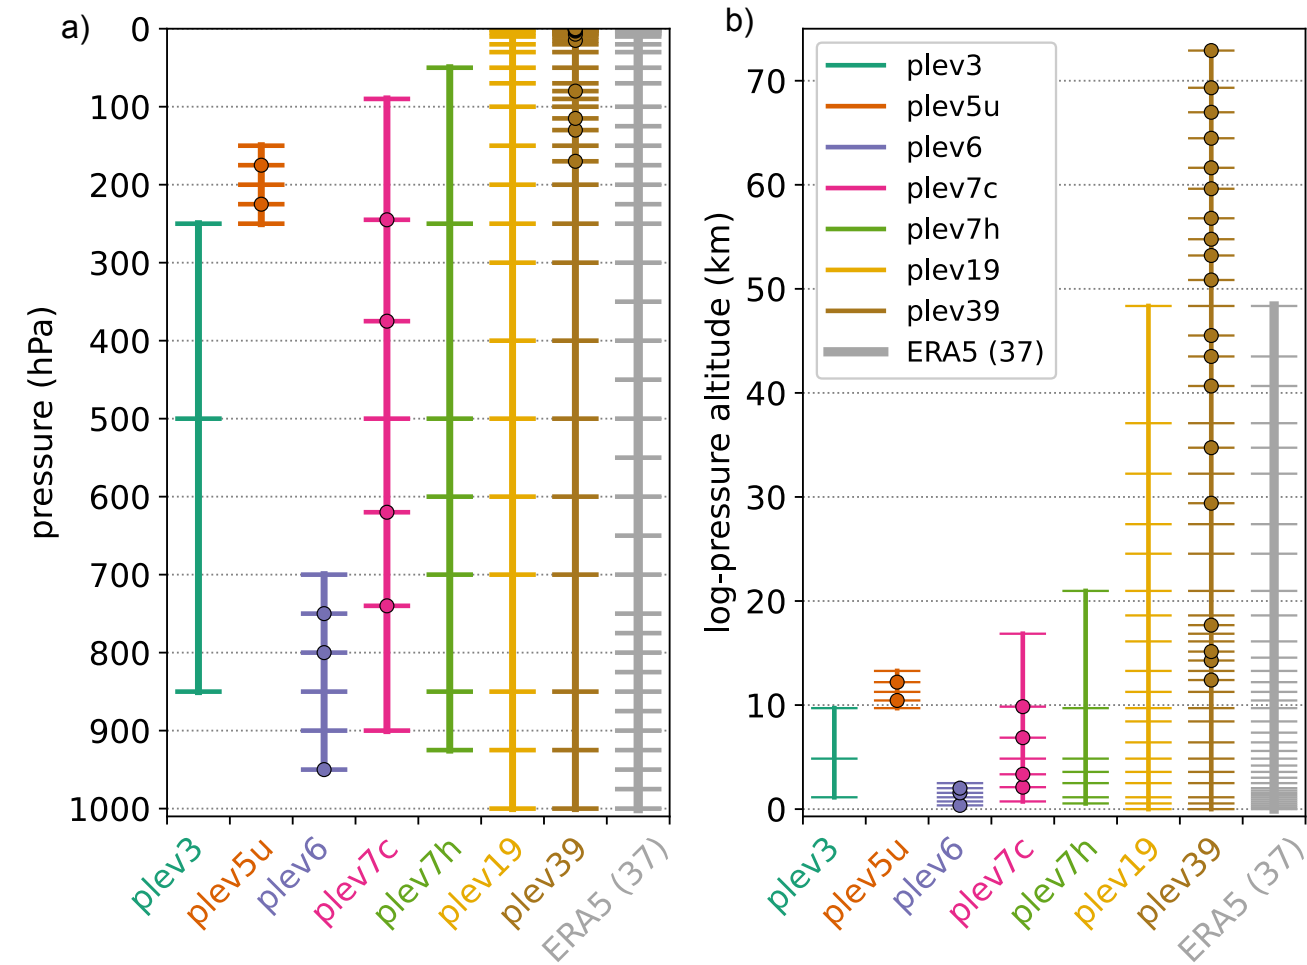 a)
pressure (hPa)
0
100
200
300
400
500
600
700
800
900
1000
plev3
plev5u
plev6
plev7c
plev7h
plev19
plev39
ERA5 (37)
b)
log-pressure altitude (km)
70
60
50
40
30
20
10
0
plev3
plev5u
plev6
plev7c
plev7h
plev19
plev39
ERA5 (37)
plev3
plev5u
plev6
plev7c
plev7h
plev19
plev39
ERA5 (37)